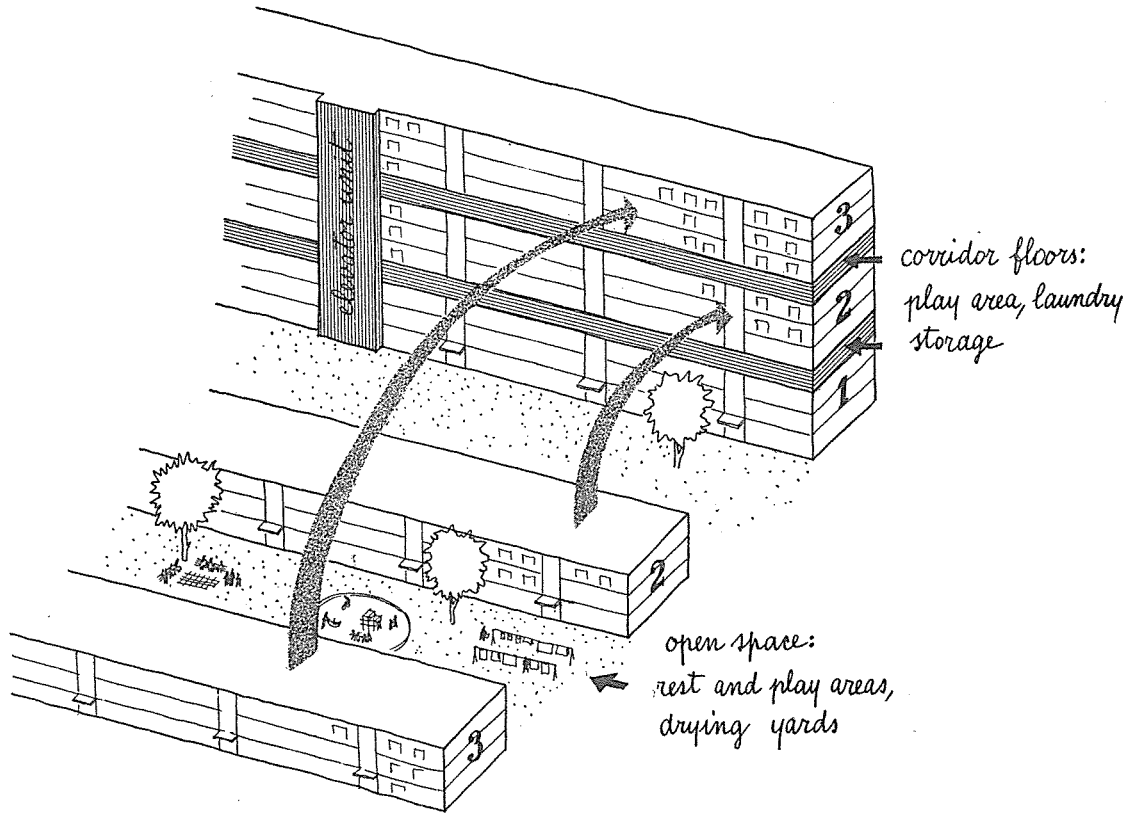 elevator unit
3
2
1
corridor floors:
play area, laundry
storage
2
3
open space:
rest and play areas,
drying yards